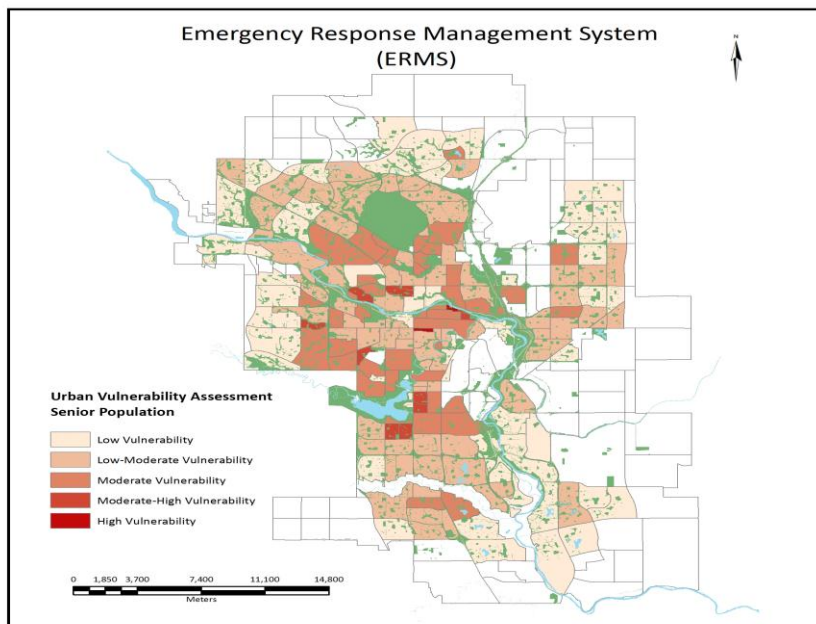 Emergency Response Management System
(ERMS)
N
Urban Vulnerability Assessment
Senior Population
Low Vulnerability
Low-Moderate Vulnerability
Moderate Vulnerability
Moderate-High Vulnerability
High Vulnerability
0 1,850 3,700 7,400 11,100 14,800
Meters